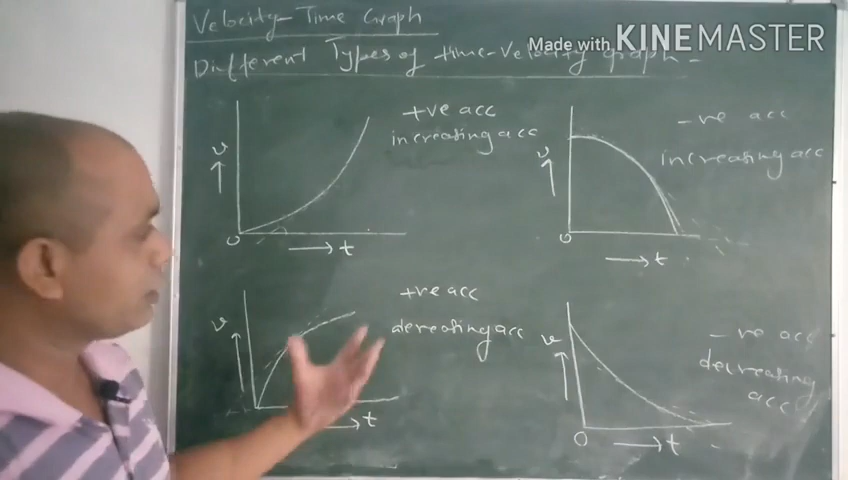 Velocity-Time Graph
Made with KINEMASTER
Different Types of time-velocity graph -
+ve acc
increasing acc
v
t
0
-ve acc
increasing acc
v
t
0
+ve acc
decreating acc
v
t
-ve acc
decreasing
acc
v
t
0